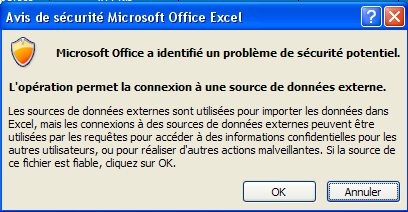 Avis de sécurité Microsoft Office Excel
Microsoft Office a identifié un problème de sécurité potentiel.
L'opération permet la connexion à une source de données externe.
Les sources de données externes sont utilisées pour importer les données dans
Excel, mais les connexions à des sources de données externes peuvent être
utilisées par les requêtes pour accéder à des informations confidentielles pour les
autres utilisateurs, ou pour réaliser d'autres actions malveillantes. Si la source de
ce fichier est fiable, cliquez sur OK.
OK Annuler